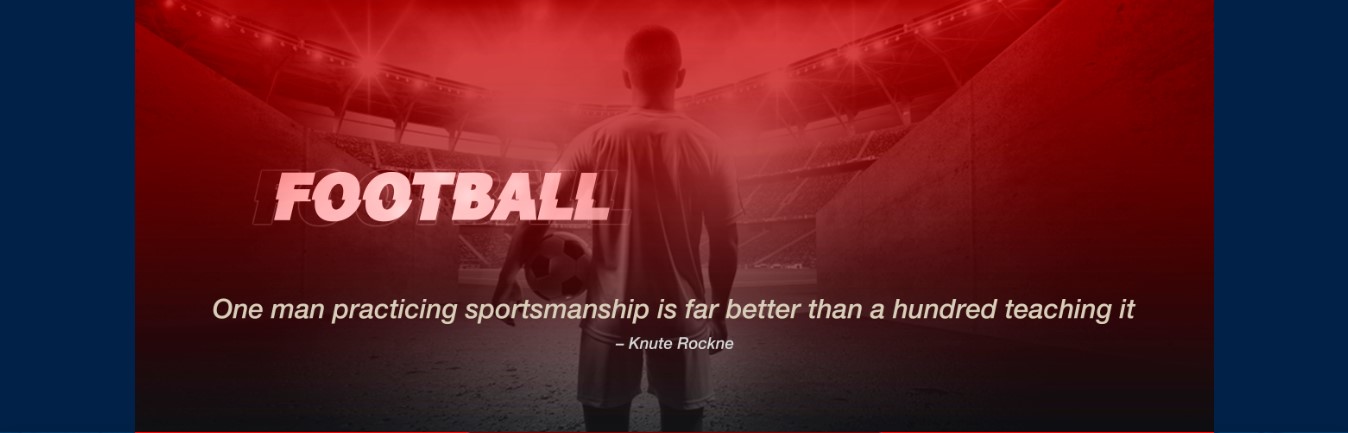 FOOTBALL
One man practicing sportsmanship is far better than a hundred teaching it
– Knute Rockne